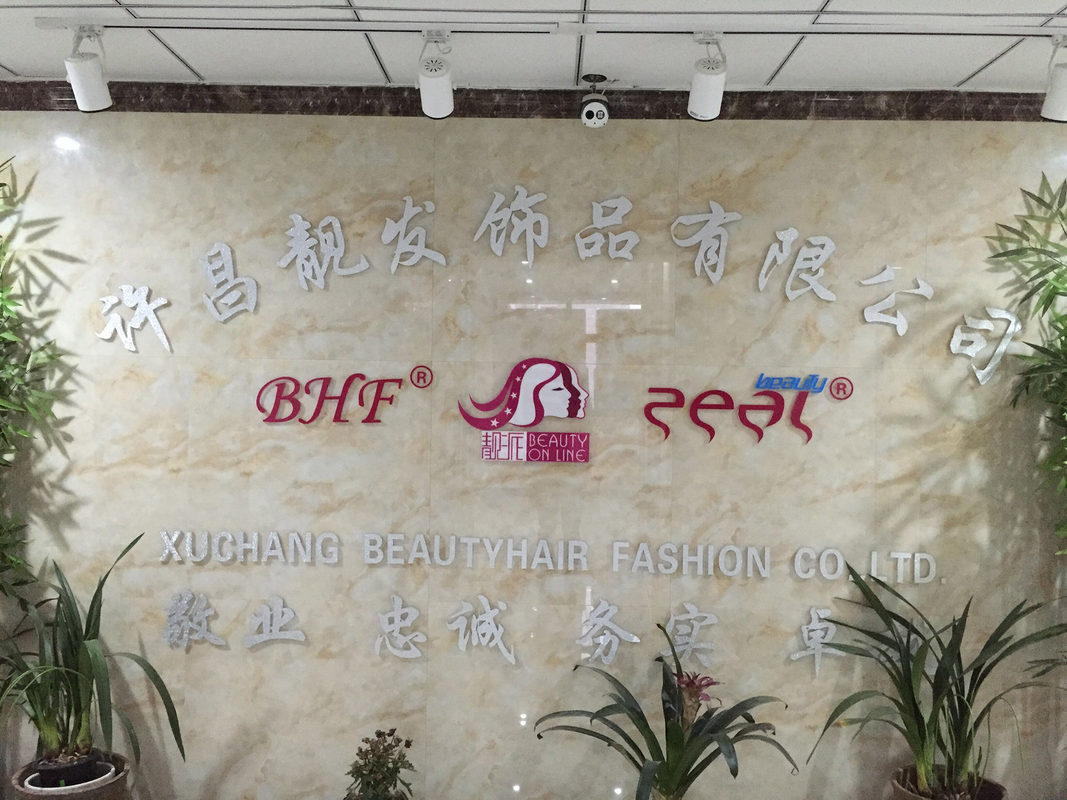 许昌靓发饰品有限公司
BHF®
靓派 BEAUTY ON LINE
real beauty®
XUCHANG BEAUTYHAIR FASHION CO.,LTD.
敬业 忠诚 务实 卓